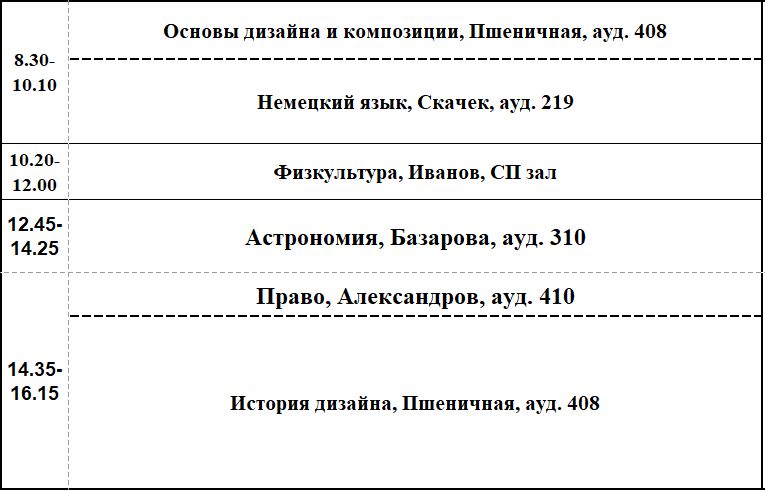 Основы дизайна и композиции, Пшеничная, ауд. 408
8.30-
10.10
Немецкий язык, Скачек, ауд. 219
10.20-
12.00
Физкультура, Иванов, СП зал
12.45-
14.25
Астрономия, Базарова, ауд. 310
Право, Александров, ауд. 410
14.35-
16.15
История дизайна, Пшеничная, ауд. 408